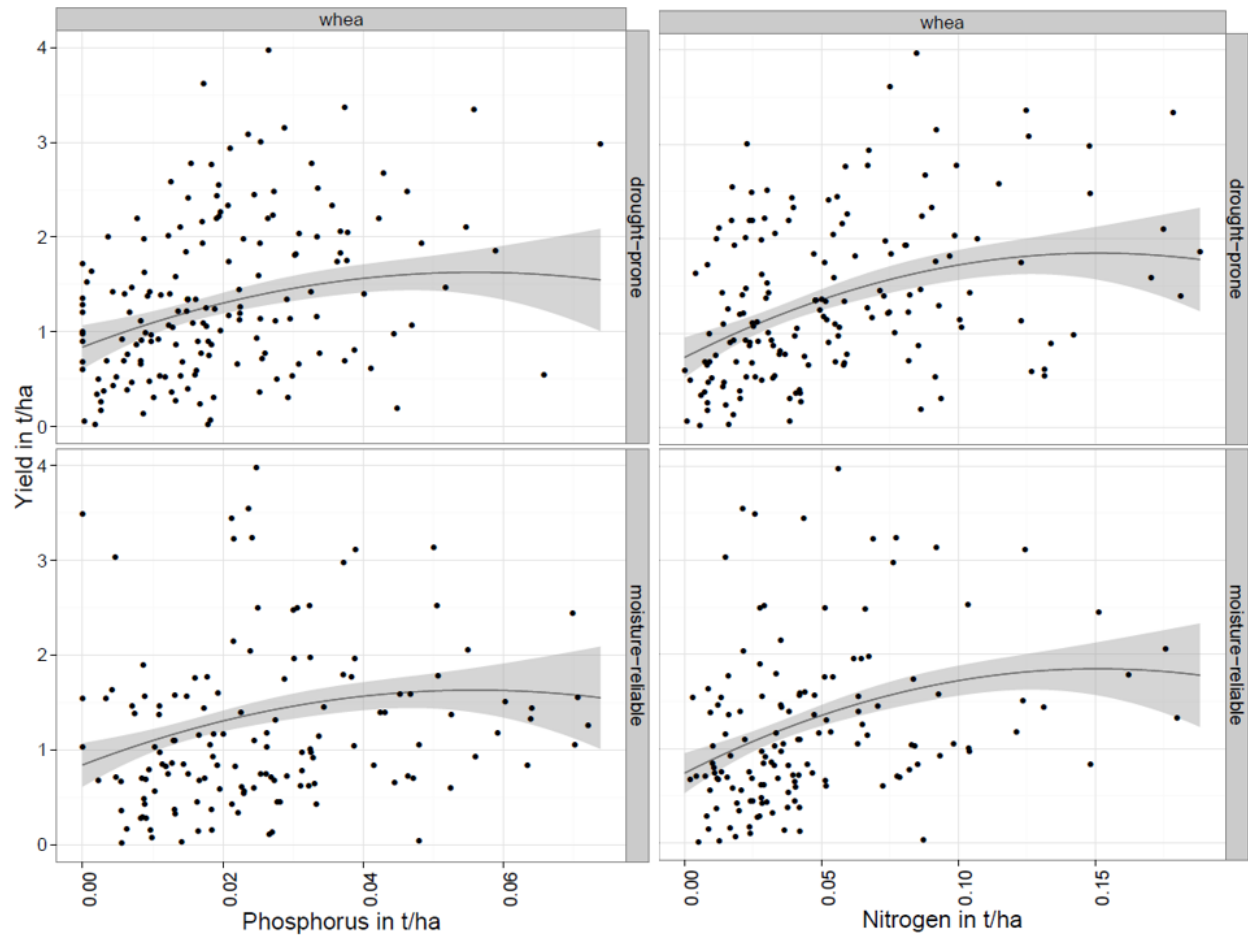 whea
whea
Yield in t/ha
4
3
2
1
0
drought-prone
drought-prone
4
3
2
1
0
moisture-reliable
moisture-reliable
0.00
0.02
0.04
0.06
0.00
0.05
0.10
0.15
Phosphorus in t/ha
Nitrogen in t/ha